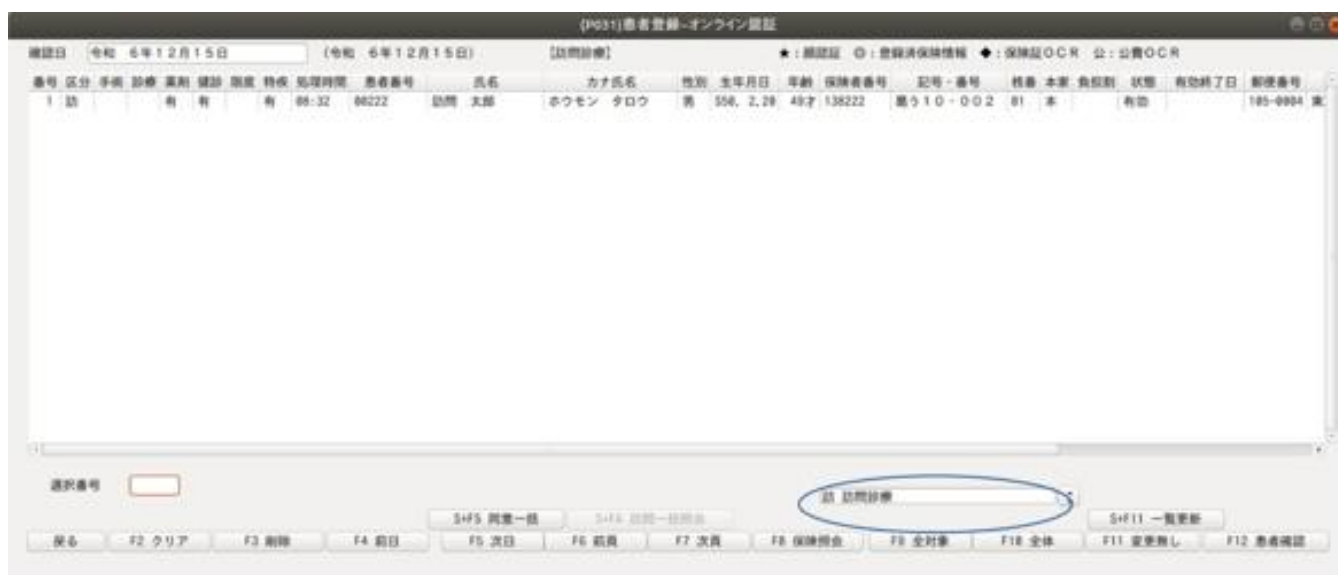 (P031)患者登録-オンライン認証
確認日 令和 6年12月15日 (令和 6年12月15日) 【訪問診療】 ★:顔認証 ◎:登録済保険情報 ◆:保険証OCR 公:公費OCR
番号 区分 手術 診療 薬剤 健診 限度 特疾 処理時間 患者番号 氏名 カナ氏名 性別 生年月日 年齢 保険者番号 記号・番号 枝番 本家 負担割 状態 有効終了日 郵便番号
1 訪 有 有 有 08:32 00222 訪問 太郎 ホウモン タロウ 男 S50. 2.20 49才 138222 う10・002 01 本 有効 105-0004 東
選択番号
訪 訪問診療
S+F5 同意一括 S+F6 訪問一括照会 S+F11 一覧更新
戻る F2 クリア F3 削除 F4 前日 F5 次日 F6 前頁 F7 次頁 F8 保険照会 F9 全対象 F10 全体 F11 変更無し F12 患者確認